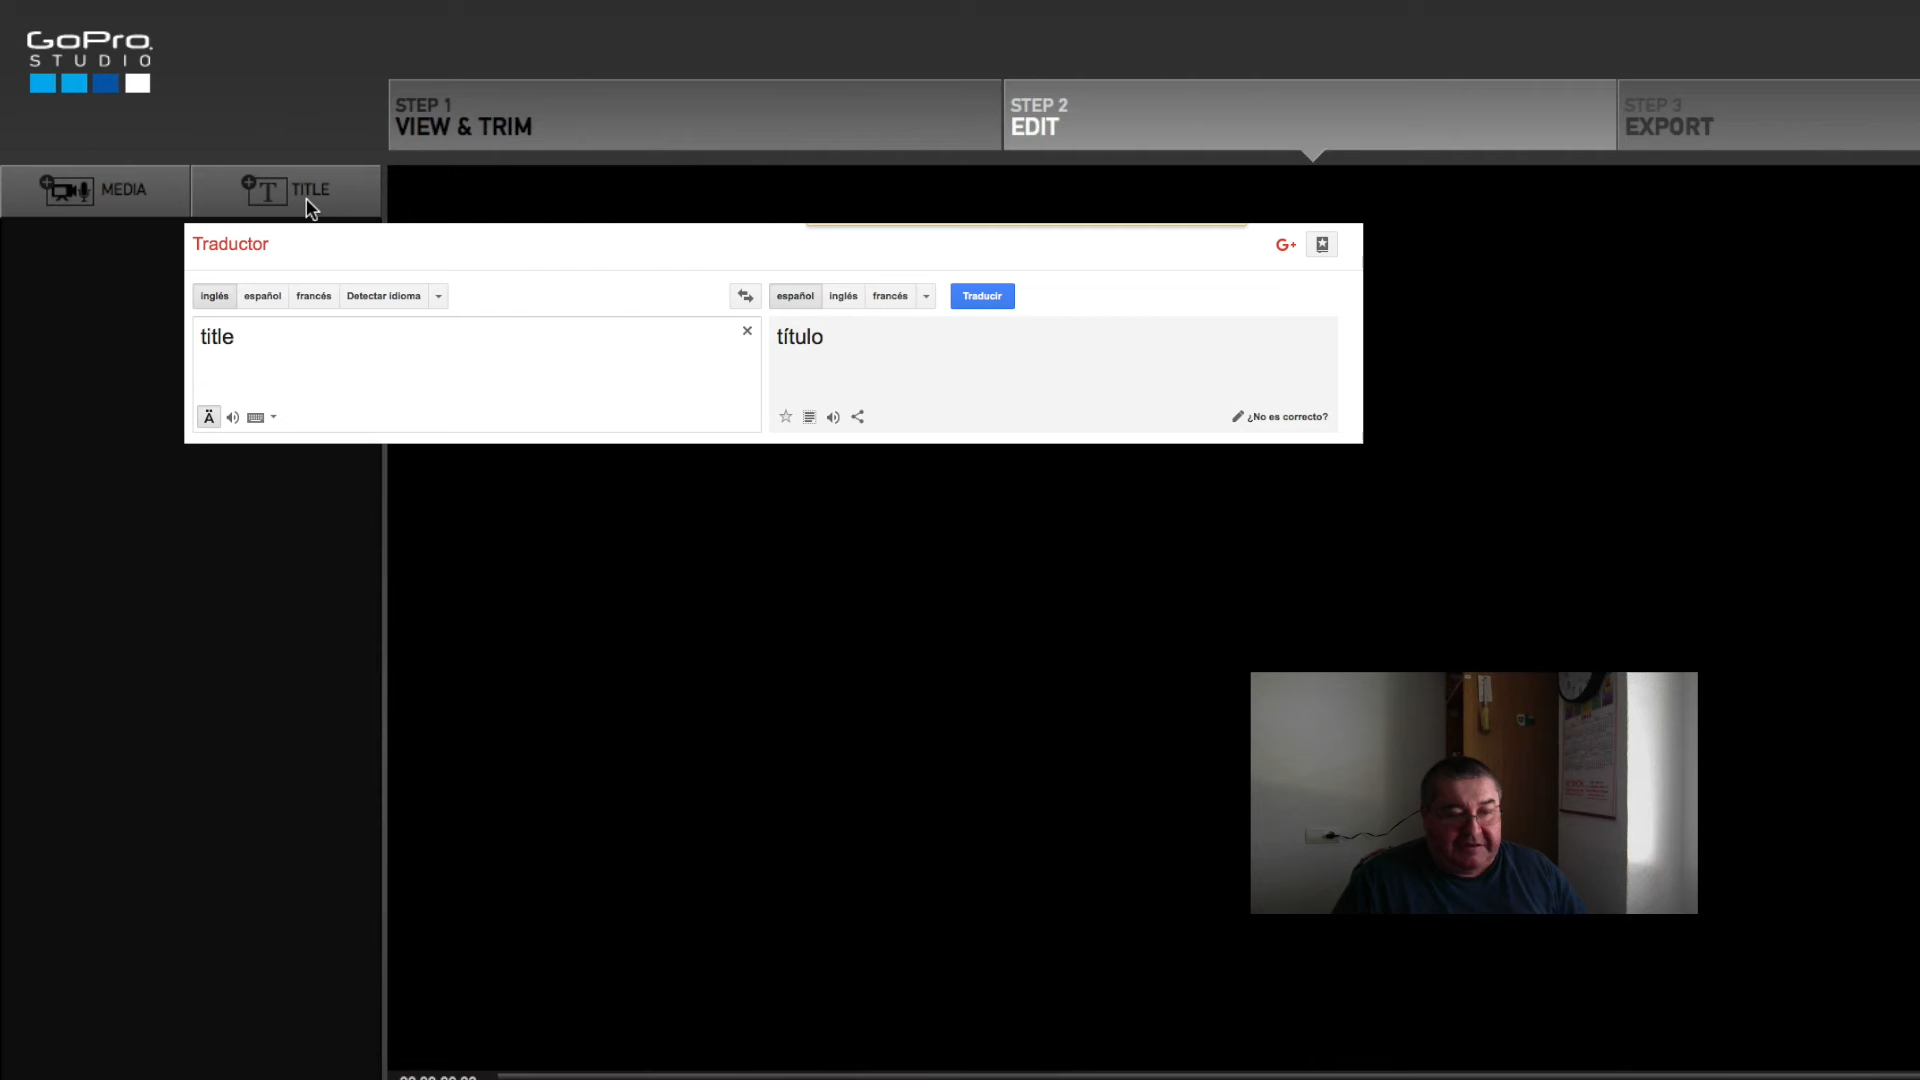 GoPro.
STUDIO
STEP 1
VIEW & TRIM
STEP 2
EDIT
STEP 3
EXPORT
MEDIA
T TITLE
Traductor
G+
inglés español francés Detectar idioma
español inglés francés Traducir
title
título
Ä
¿No es correcto?